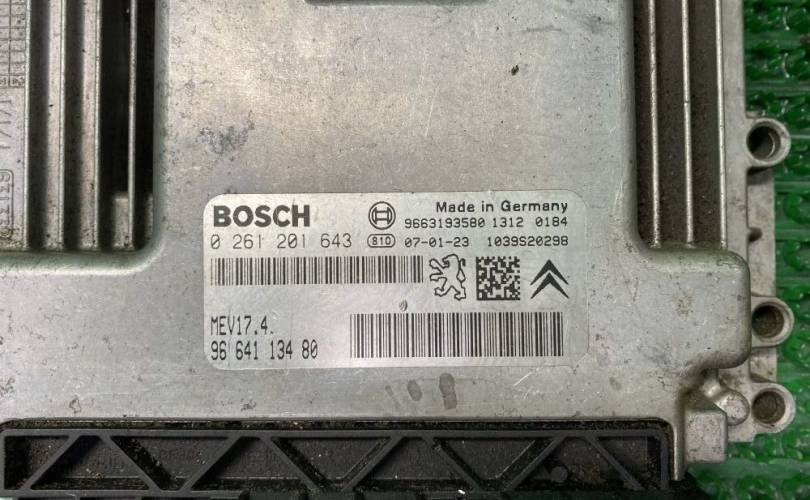 BOSCH
Made in Germany
9663193580 1312 0184
0 261 201 643
S10 07-01-23 1039S20298
MEV17.4.
96 641 134 80